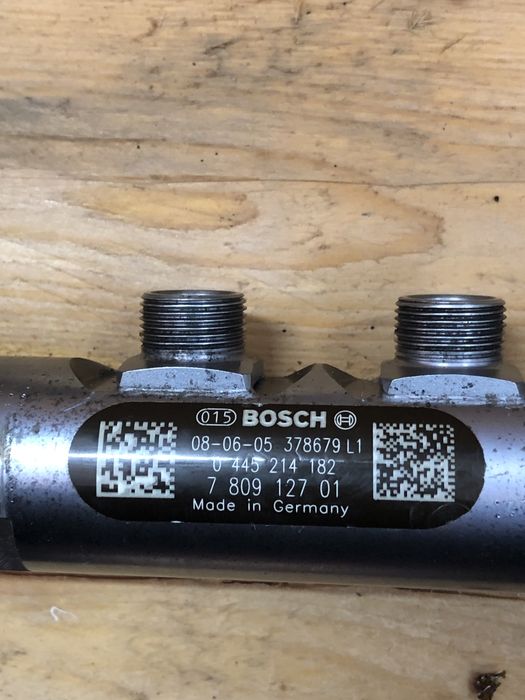 015 BOSCH
08-06-05 378679 L1
0 445 214 182
7 809 127 01
Made in Germany